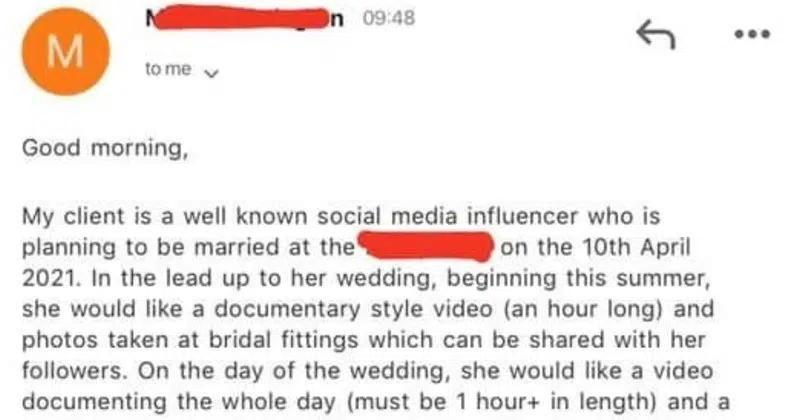 M
n 09:48
to me
Good morning,
My client is a well known social media influencer who is
planning to be married at the on the 10th April
2021. In the lead up to her wedding, beginning this summer,
she would like a documentary style video (an hour long) and
photos taken at bridal fittings which can be shared with her
followers. On the day of the wedding, she would like a video
documenting the whole day (must be 1 hour+ in length) and a